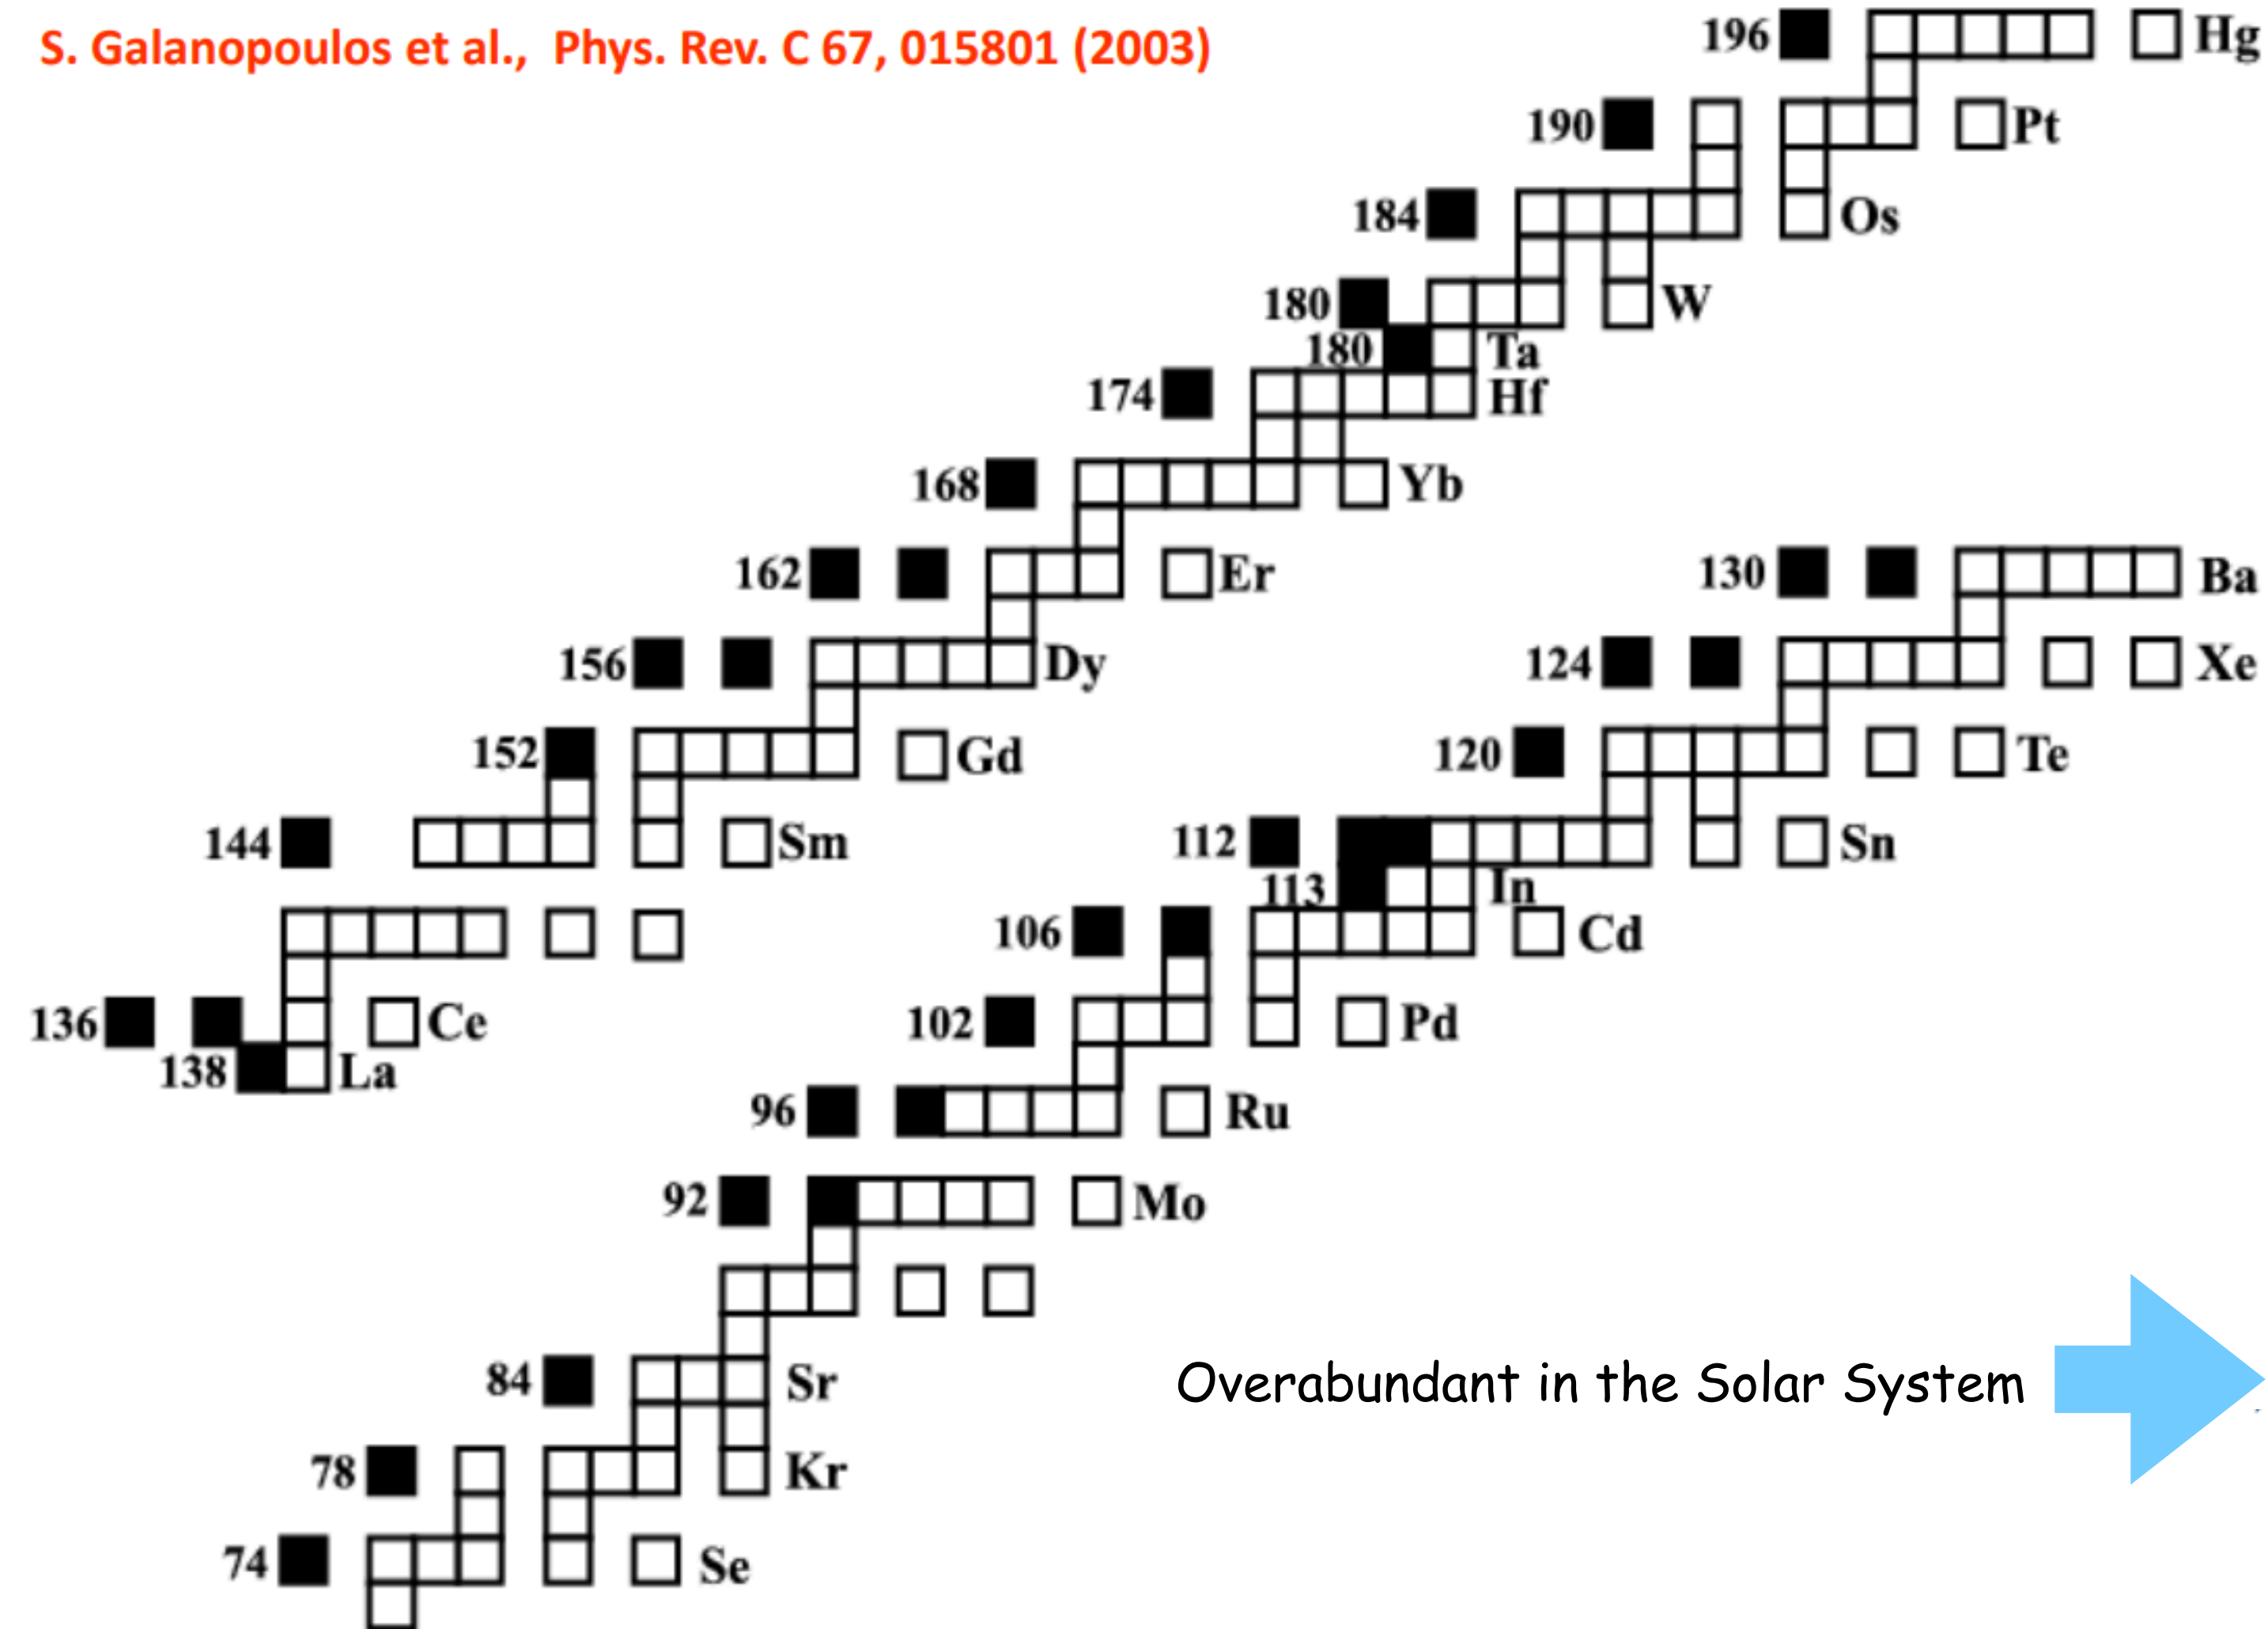 196 Hg
S. Galanopoulos et al., Phys. Rev. C 67, 015801 (2003)
190 Pt
184 Os
180 W
180 Ta
174 Hf
168 Yb
162 Er
130 Ba
156 Dy
124 Xe
152 Gd
120 Te
144 Sm
112 Sn
113 In
106 Cd
136 Ce
102 Pd
138 La
96 Ru
92 Mo
84 Sr
Overabundant in the Solar System
78 Kr
74 Se